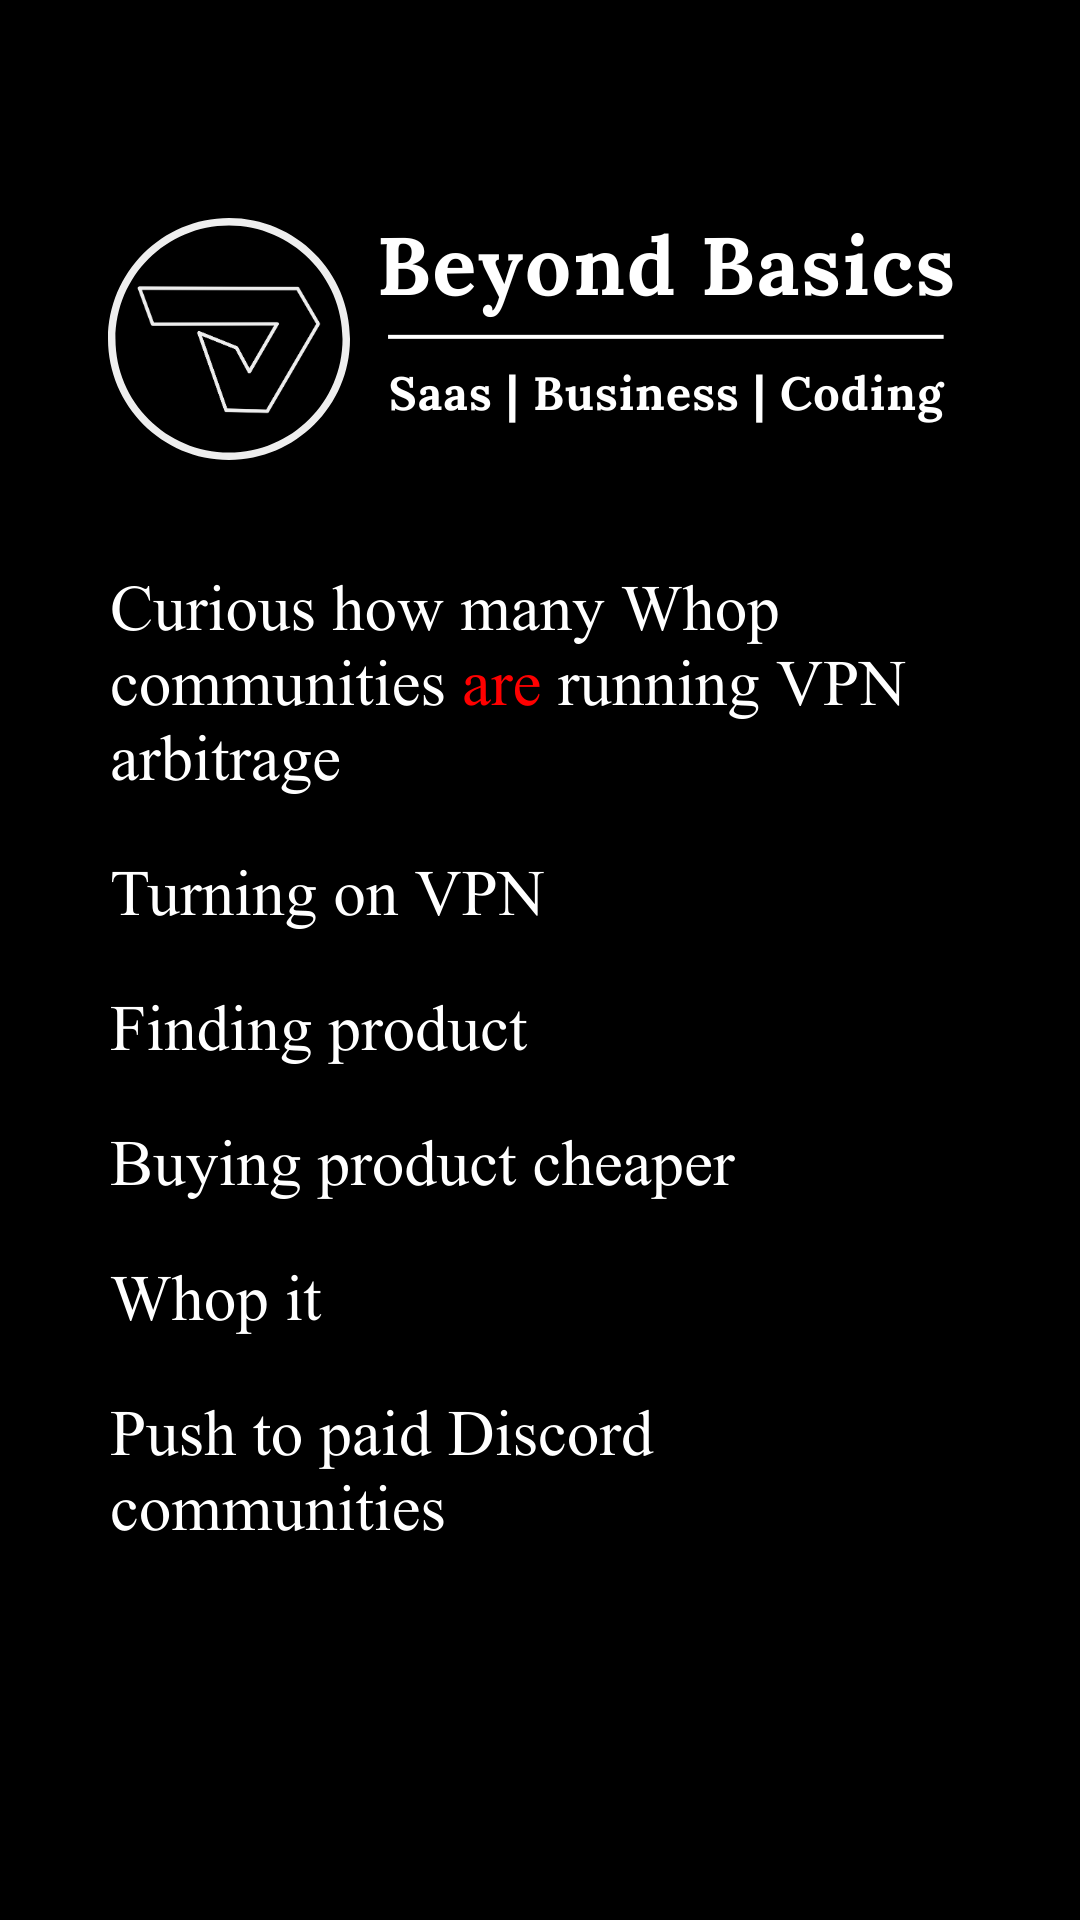 Beyond Basics
Saas | Business | Coding
Curious how many Whop
communities are running VPN
arbitrage
Turning on VPN
Finding product
Buying product cheaper
Whop it
Push to paid Discord
communities